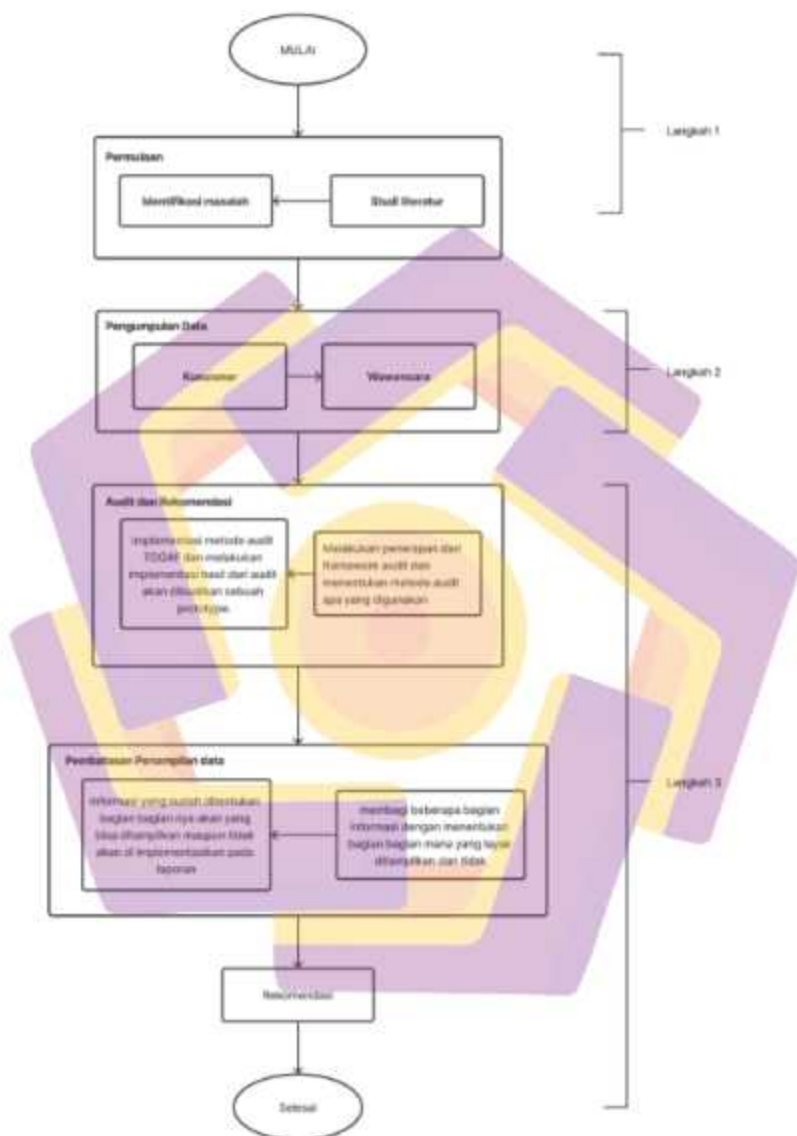 MULAI
Langkah 1
Permulaan
Identifikasi masalah
Studi literatur
Pengumpulan Data
Kuesioner
Wawancara
Langkah 2
Audit dan Rekomendasi
Implementasi metode audit
TOGAF dan melakukan
implementasi hasil dari audit
akan dibuatkan sebuah
prototype.
Melakukan penerapan dari
framework audit dan
menentukan metode audit
apa yang digunakan
Pembatasan Penampilan data
Informasi yang sudah ditentukan
bagian bagian nya akan yang
bisa ditampilkan maupun tidak
akan di implementasikan pada
laporan
membagi beberapa bagian
informasi dengan menentukan
bagian bagian mana yang layak
ditampilkan dan tidak
Langkah 3
Rekomendasi
Selesai